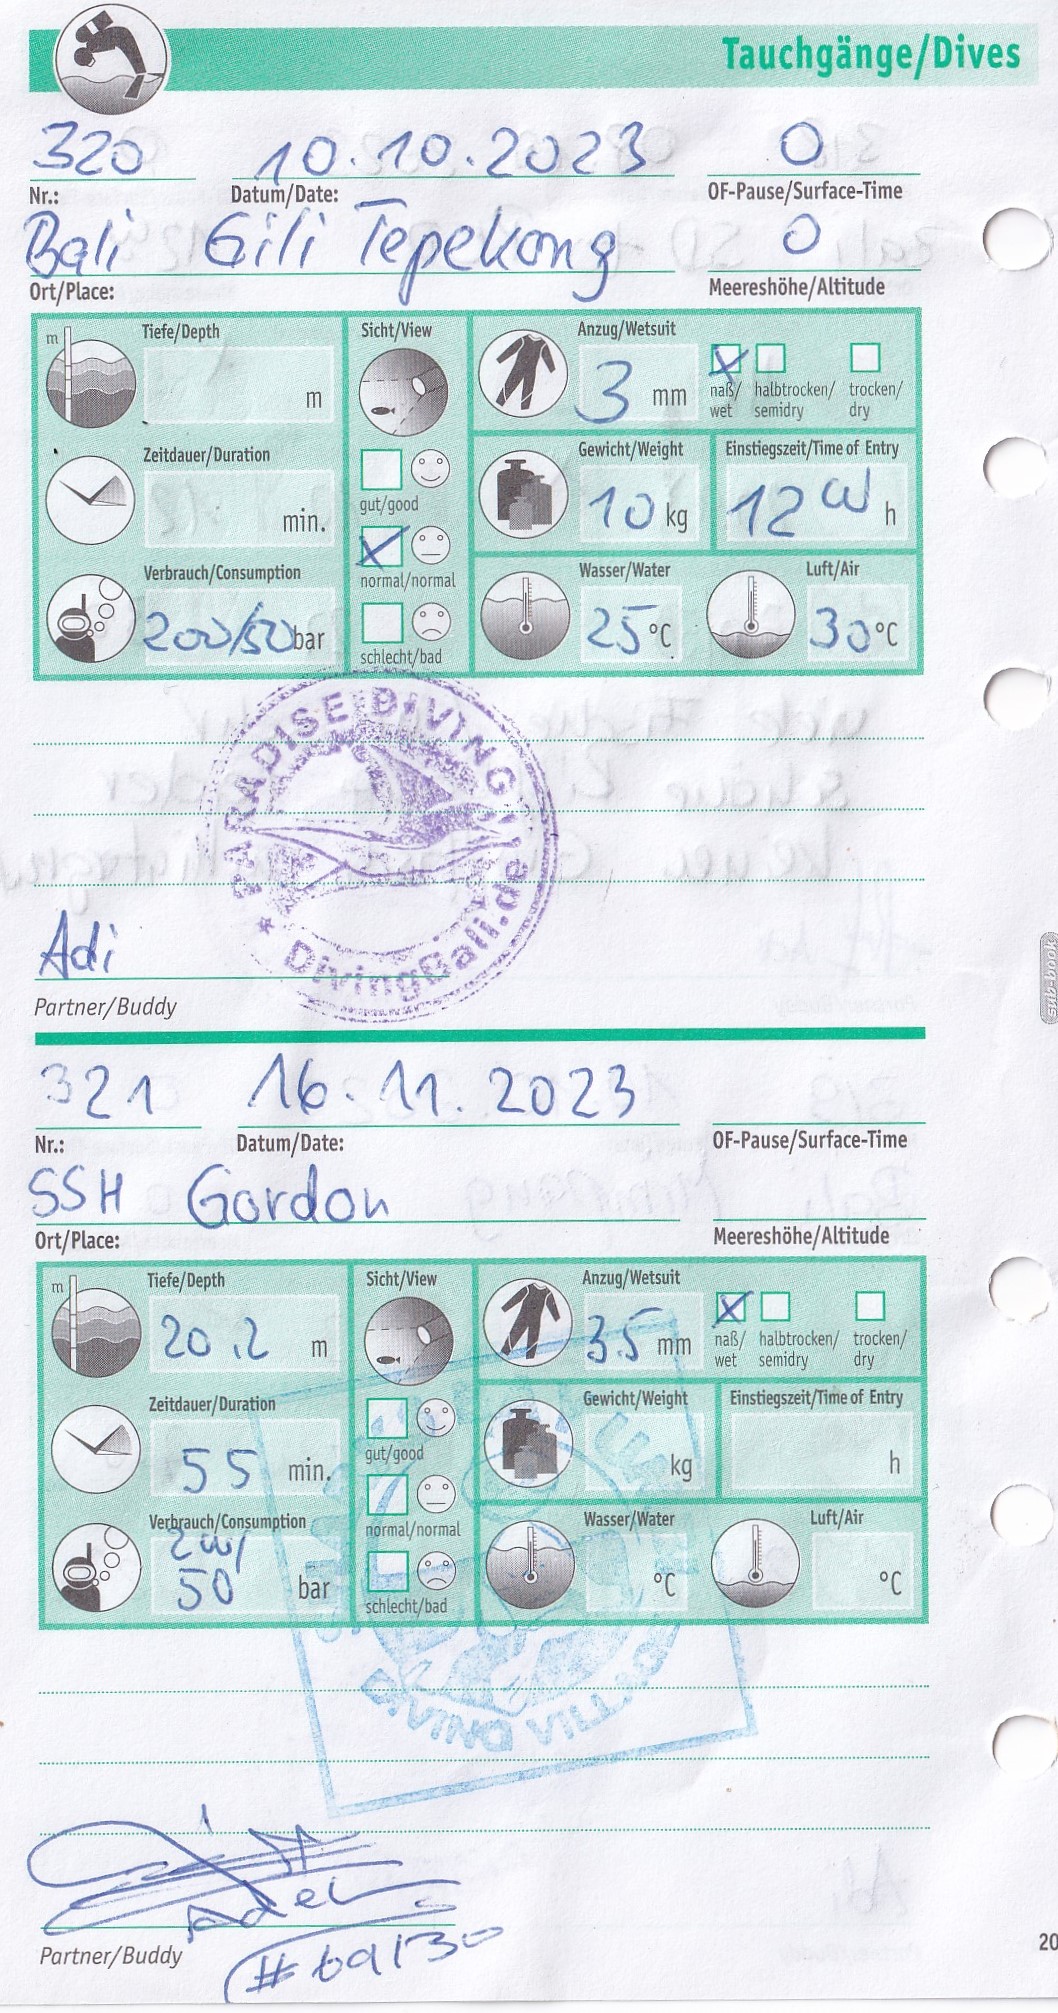 Tauchgänge/Dives
320 10.10.2023 0
Nr.: Datum/Date: OF-Pause/Surface-Time
Bali Gili Tepekong 0
Ort/Place: Meereshöhe/Altitude
m Tiefe/Depth Sicht/View Anzug/Wetsuit
m 3 mm naß/ halbtrocken/ trocken/
wet semidry dry
Zeitdauer/Duration Gewicht/Weight Einstiegszeit/Time of Entry
min. gut/good 10 kg 12 00 h
Verbrauch/Consumption normal/normal Wasser/Water Luft/Air
200/50 bar 25 °C 30 °C
schlecht/bad
PARADISE DIVING
DivingBali.de
Adi
Partner/Buddy
sub-book
321 16.11.2023
Nr.: Datum/Date: OF-Pause/Surface-Time
SSH Gordon
Ort/Place: Meereshöhe/Altitude
m Tiefe/Depth Sicht/View Anzug/Wetsuit
20.2 m 3.5 mm naß/ halbtrocken/ trocken/
wet semidry dry
Zeitdauer/Duration Gewicht/Weight Einstiegszeit/Time of Entry
55 min. gut/good kg h
Verbrauch/Consumption normal/normal Wasser/Water Luft/Air
200/
50 bar °C °C
schlecht/bad
Adel
Partner/Buddy
20